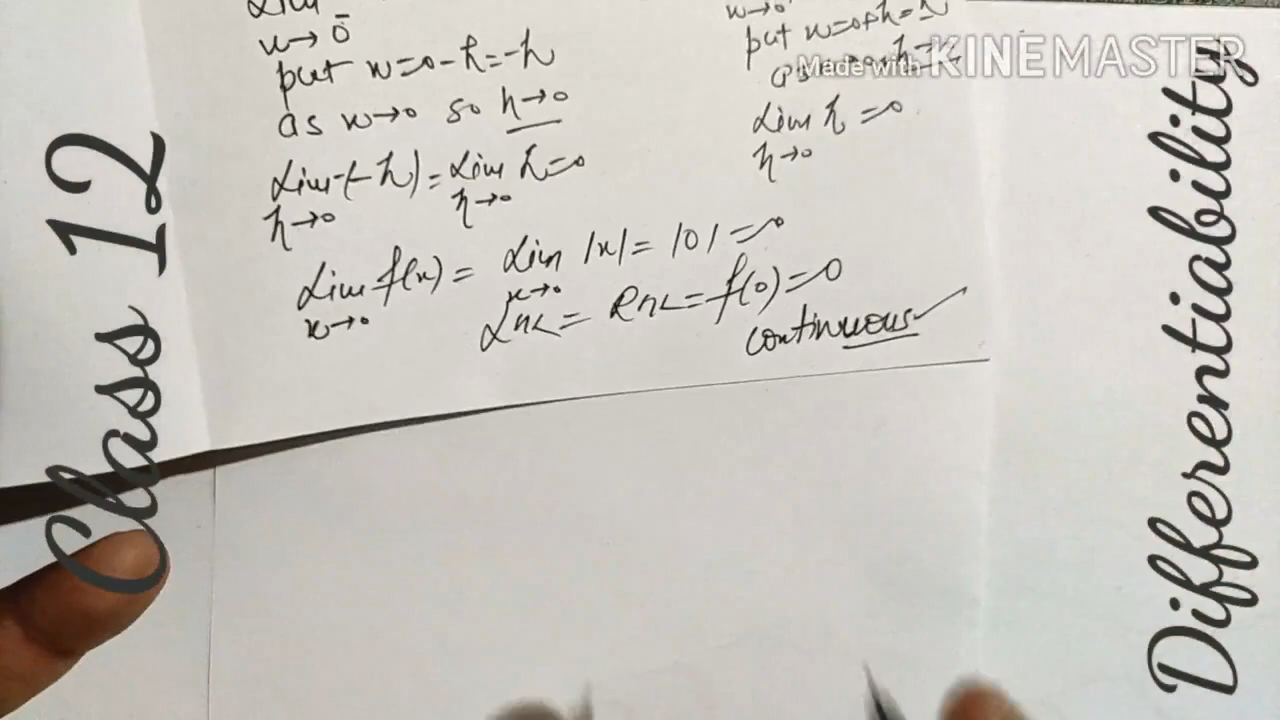 Lim
x→0⁻
put x=0-h=-h
as x→0 so h→0
Lim-(-h)=Lim h=0
h→0 h→0
x→0⁺
put x=0+h=h
Lim h=0
h→0
Lim f(x) = Lim |x| = |0|=0
x→0 x→0
LHL = RHL=f(0)=0
continuous
Made with KINEMASTER
Class 12
Differentiability